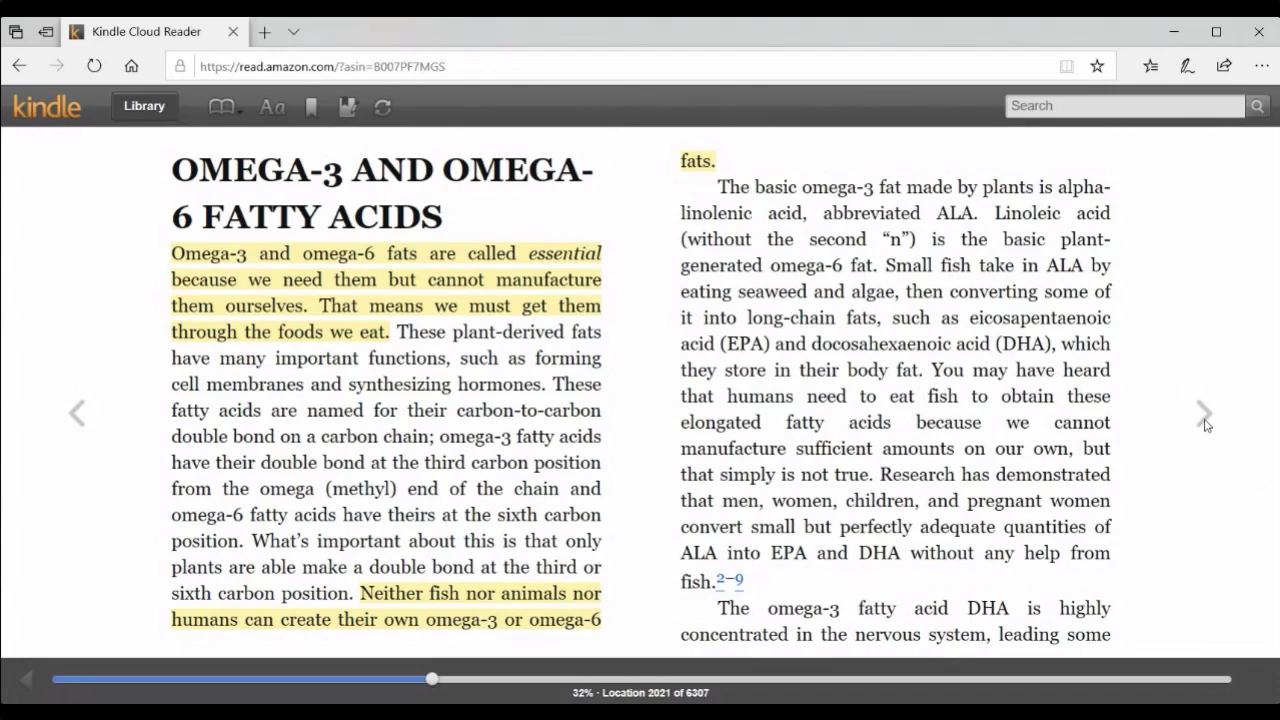 Kindle Cloud Reader
https://read.amazon.com/?asin=B007PF7MGS
kindle
Library
Aa
Search
OMEGA-3 AND OMEGA-
6 FATTY ACIDS
Omega-3 and omega-6 fats are called essential
because we need them but cannot manufacture
them ourselves. That means we must get them
through the foods we eat. These plant-derived fats
have many important functions, such as forming
cell membranes and synthesizing hormones. These
fatty acids are named for their carbon-to-carbon
double bond on a carbon chain; omega-3 fatty acids
have their double bond at the third carbon position
from the omega (methyl) end of the chain and
omega-6 fatty acids have theirs at the sixth carbon
position. What's important about this is that only
plants are able make a double bond at the third or
sixth carbon position. Neither fish nor animals nor
humans can create their own omega-3 or omega-6
fats.
The basic omega-3 fat made by plants is alpha-
linolenic acid, abbreviated ALA. Linoleic acid
(without the second “n”) is the basic plant-
generated omega-6 fat. Small fish take in ALA by
eating seaweed and algae, then converting some of
it into long-chain fats, such as eicosapentaenoic
acid (EPA) and docosahexaenoic acid (DHA), which
they store in their body fat. You may have heard
that humans need to eat fish to obtain these
elongated fatty acids because we cannot
manufacture sufficient amounts on our own, but
that simply is not true. Research has demonstrated
that men, women, children, and pregnant women
convert small but perfectly adequate quantities of
ALA into EPA and DHA without any help from
fish.2–9
The omega-3 fatty acid DHA is highly
concentrated in the nervous system, leading some
32% · Location 2021 of 6307